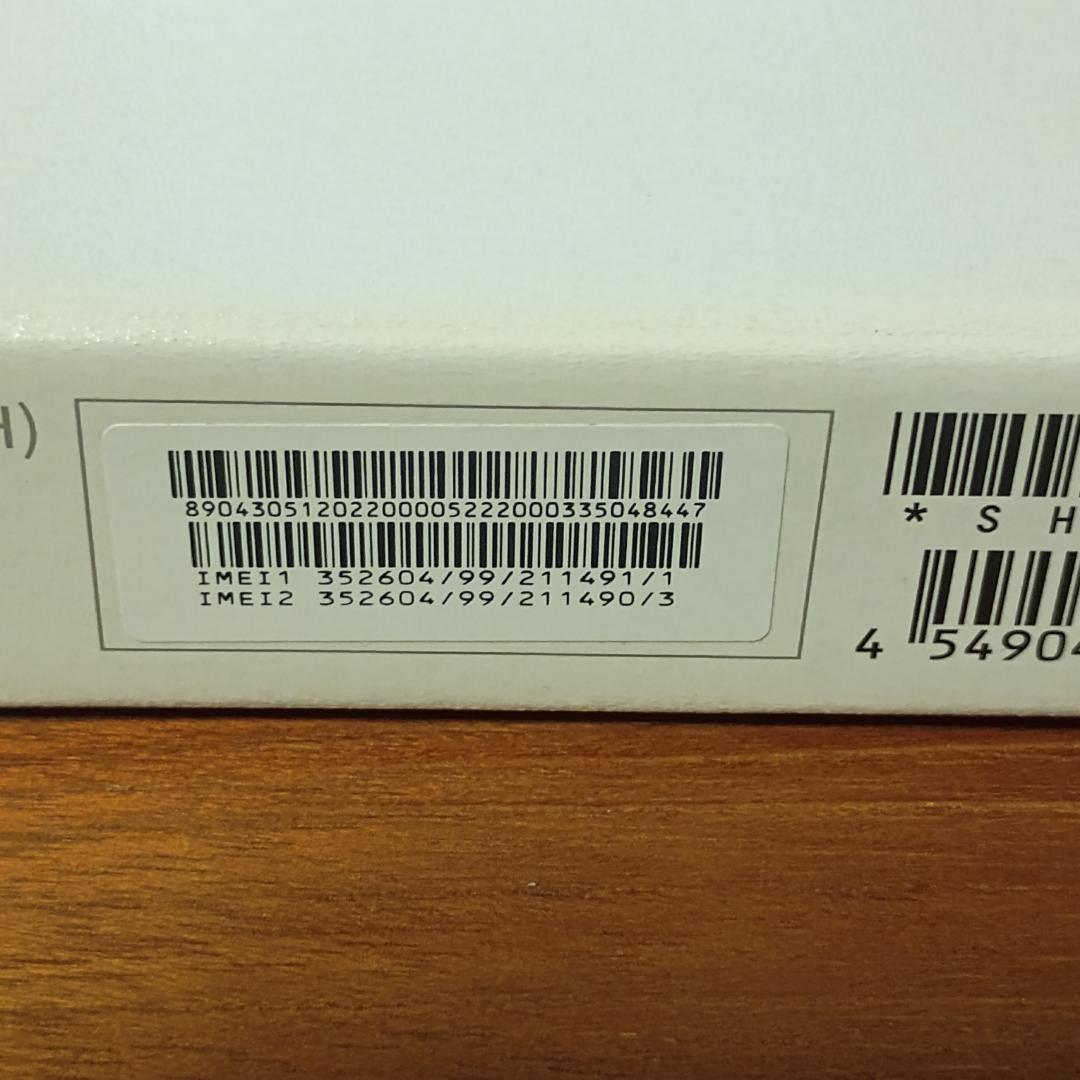 H)
89043051202200005222000335048447
IMEI1 352604/99/211491/1
IMEI2 352604/99/211490/3
* S H
4 54904